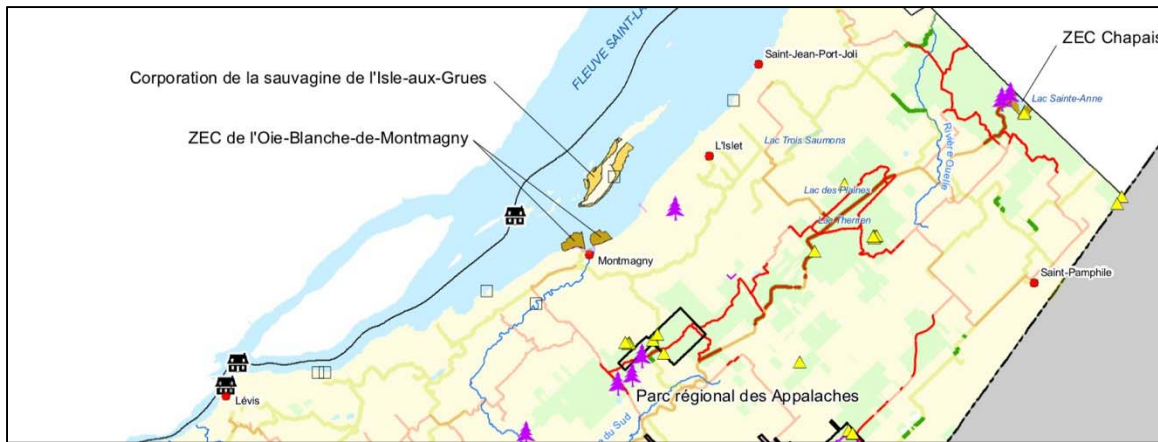 FLEUVE SAINT-LA
ZEC Chapais
Saint-Jean-Port-Joli
Corporation de la sauvagine de l'Isle-aux-Grues
Lac Sainte-Anne
ZEC de l'Oie-Blanche-de-Montmagny
Lac Trois Saumons
L'Islet
Rivière Ouelle
Lac des Plaines
Lac Therrien
Montmagny
Saint-Pamphile
Parc régional des Appalaches
Lévis
du Sud